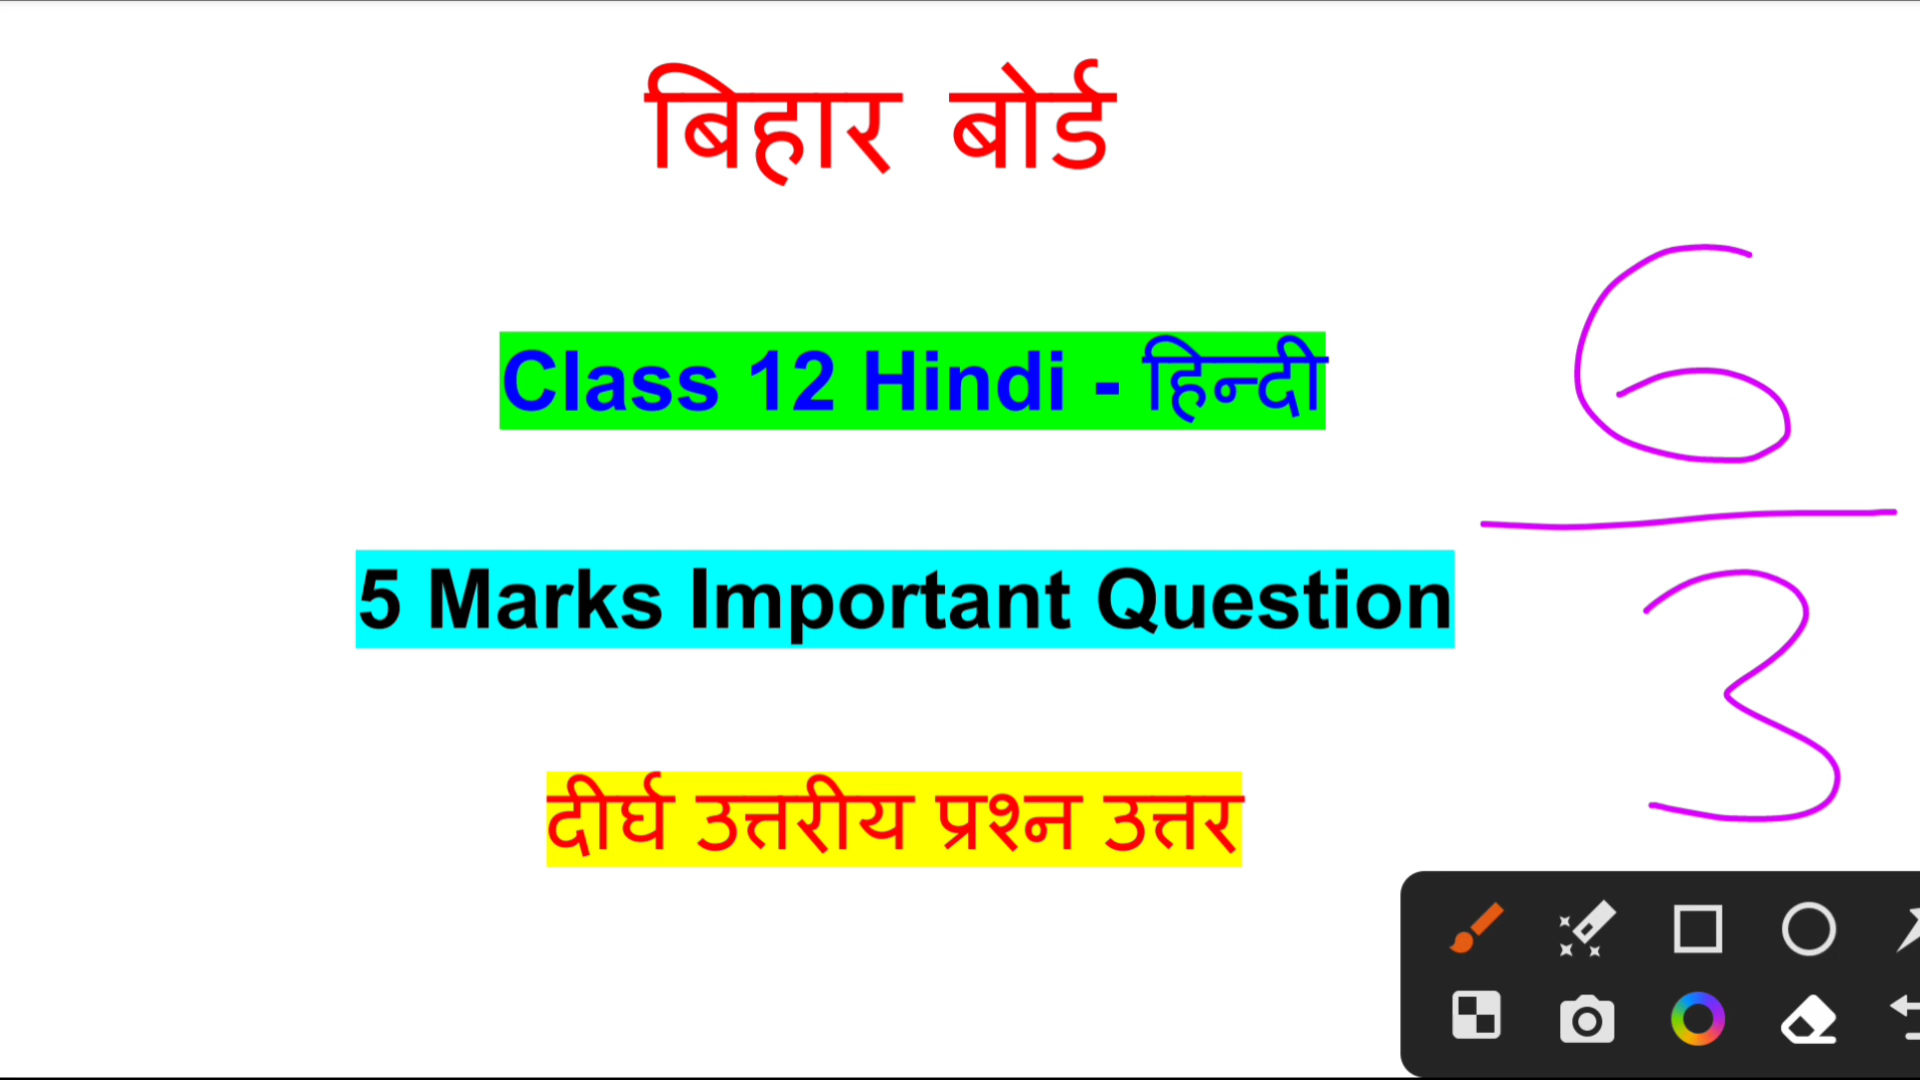 बिहार बोर्ड
Class 12 Hindi - हिन्दी
5 Marks Important Question
दीर्घ उत्तरीय प्रश्न उत्तर
6
3